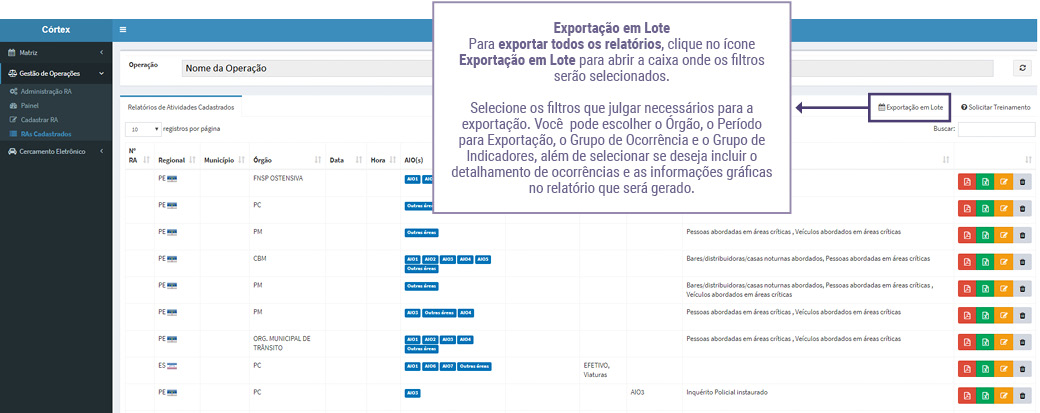 Córtex
Matriz
Gestão de Operações
Administração RA
Painel
Cadastrar RA
RAs Cadastrados
Cercamento Eletrônico
Operação
Nome da Operação
Exportação em Lote
Para exportar todos os relatórios, clique no ícone
Exportação em Lote para abrir a caixa onde os filtros
serão selecionados.
Selecione os filtros que julgar necessários para a
exportação. Você pode escolher o Órgão, o Período
para Exportação, o Grupo de Ocorrência e o Grupo de
Indicadores, além de selecionar se deseja incluir o
detalhamento de ocorrências e as informações gráficas
no relatório que será gerado.
Relatórios de Atividades Cadastrados
Exportação em Lote
Solicitar Treinamento
10 registros por página
Buscar:
Nº
RA Regional Município Órgão Data Hora AIO(s)
PE FNSP OSTENSIVA AIO1
PE PC Outras áreas
PE PM Outras áreas Pessoas abordadas em áreas críticas , Veículos abordados em áreas críticas
PE CBM AIO1 AIO2 AIO3 AIO4 AIO5 Bares/distribuidoras/casas noturnas abordados, Pessoas abordadas em áreas críticas
Outras áreas
PE PM Outras áreas Bares/distribuidoras/casas noturnas abordados, Pessoas abordadas em áreas críticas ,
Veículos abordados em áreas críticas
PE PM AIO3 Outras áreas AIO4 Pessoas abordadas em áreas críticas , Veículos abordados em áreas críticas
PE ORG. MUNICIPAL DE AIO1 AIO2 AIO3 AIO4 Pessoas abordadas em áreas críticas , Veículos abordados em áreas críticas
TRÂNSITO Outras áreas
ES PC AIO1 AIO6 AIO7 Outras áreas EFETIVO,
Viaturas
PE PC AIO3 AIO3 Inquérito Policial instaurado